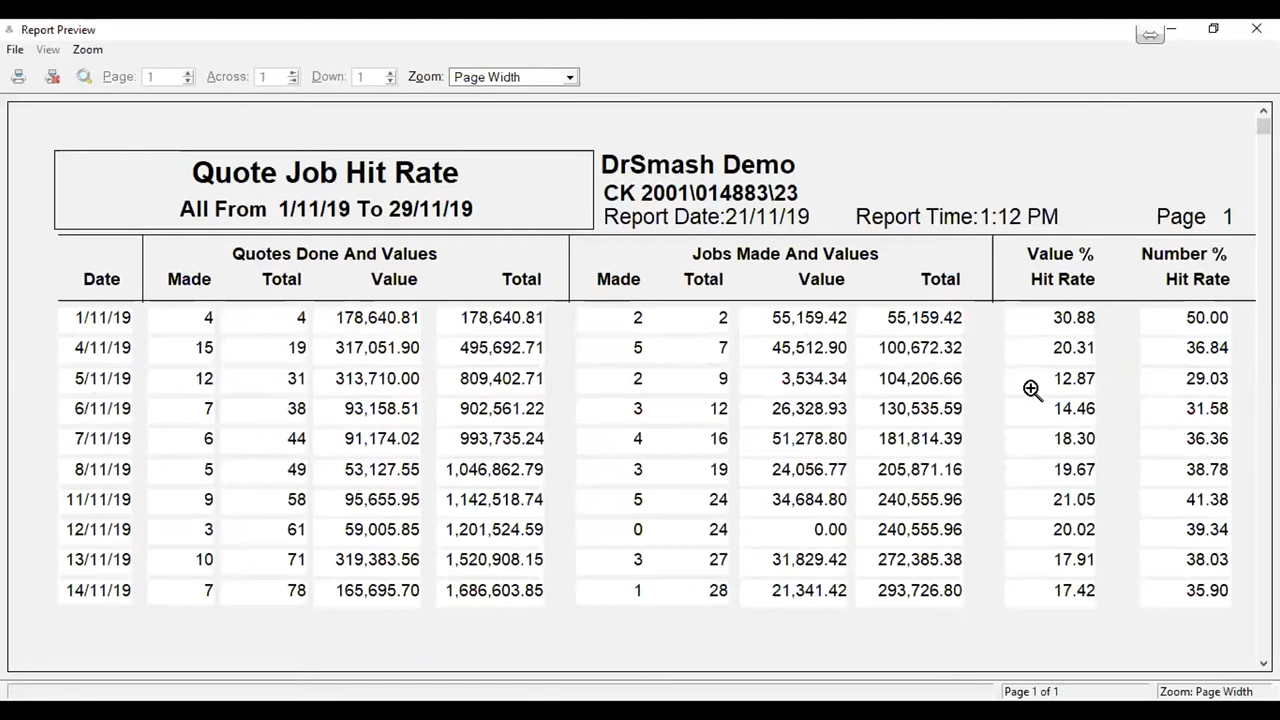 Report Preview
File View Zoom
Page: 1 Across: 1 Down: 1 Zoom: Page Width
Quote Job Hit Rate
All From 1/11/19 To 29/11/19
DrSmash Demo
CK 2001\014883\23
Report Date:21/11/19 Report Time:1:12 PM Page 1
Quotes Done And Values Jobs Made And Values Value % Number %
Date Made Total Value Total Made Total Value Total Hit Rate Hit Rate
1/11/19 4 4 178,640.81 178,640.81 2 2 55,159.42 55,159.42 30.88 50.00
4/11/19 15 19 317,051.90 495,692.71 5 7 45,512.90 100,672.32 20.31 36.84
5/11/19 12 31 313,710.00 809,402.71 2 9 3,534.34 104,206.66 12.87 29.03
6/11/19 7 38 93,158.51 902,561.22 3 12 26,328.93 130,535.59 14.46 31.58
7/11/19 6 44 91,174.02 993,735.24 4 16 51,278.80 181,814.39 18.30 36.36
8/11/19 5 49 53,127.55 1,046,862.79 3 19 24,056.77 205,871.16 19.67 38.78
11/11/19 9 58 95,655.95 1,142,518.74 5 24 34,684.80 240,555.96 21.05 41.38
12/11/19 3 61 59,005.85 1,201,524.59 0 24 0.00 240,555.96 20.02 39.34
13/11/19 10 71 319,383.56 1,520,908.15 3 27 31,829.42 272,385.38 17.91 38.03
14/11/19 7 78 165,695.70 1,686,603.85 1 28 21,341.42 293,726.80 17.42 35.90
Page 1 of 1 Zoom: Page Width